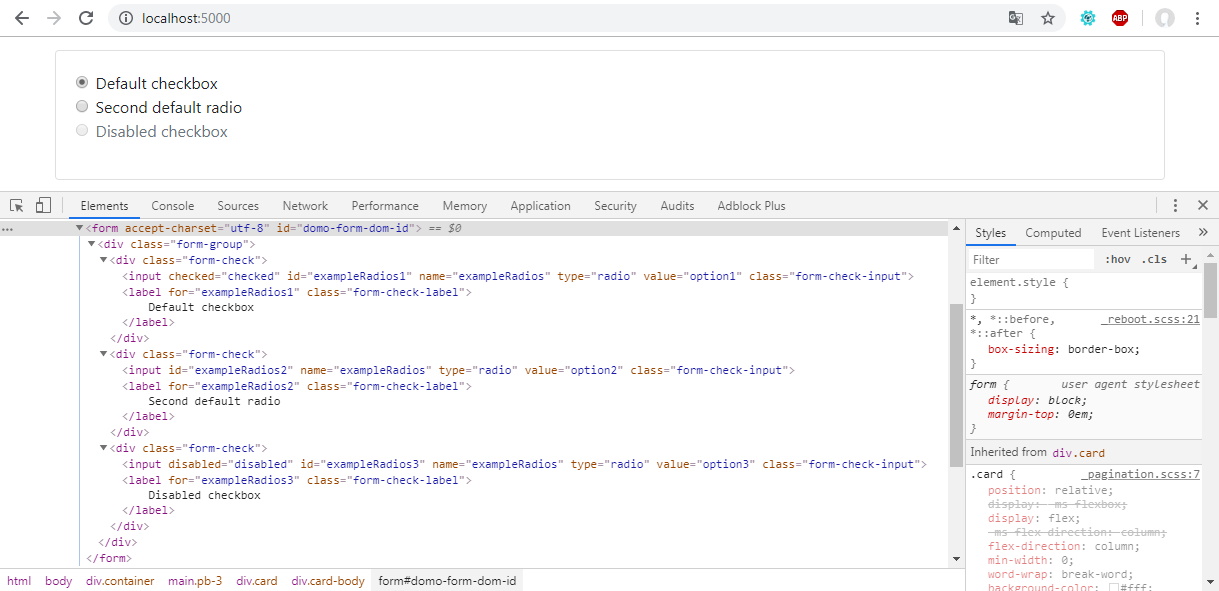 localhost:5000
ABP
Default checkbox
Second default radio
Disabled checkbox
Elements Console Sources Network Performance Memory Application Security Audits Adblock Plus
<form accept-charset="utf-8" id="domo-form-dom-id"> == $0
<div class="form-group">
<div class="form-check">
<input checked="checked" id="exampleRadios1" name="exampleRadios" type="radio" value="option1" class="form-check-input">
<label for="exampleRadios1" class="form-check-label">
Default checkbox
</label>
</div>
<div class="form-check">
<input id="exampleRadios2" name="exampleRadios" type="radio" value="option2" class="form-check-input">
<label for="exampleRadios2" class="form-check-label">
Second default radio
</label>
</div>
<div class="form-check">
<input disabled="disabled" id="exampleRadios3" name="exampleRadios" type="radio" value="option3" class="form-check-input">
<label for="exampleRadios3" class="form-check-label">
Disabled checkbox
</label>
</div>
</div>
</form>
html body div.container main.pb-3 div.card div.card-body form#domo-form-dom-id
Styles Computed Event Listeners »
Filter :hov .cls +
element.style {
}
*, *::before, _reboot.scss:21
*::after {
box-sizing: border-box;
}
form { user agent stylesheet
display: block;
margin-top: 0em;
}
Inherited from div.card
.card { _pagination.scss:7
position: relative;
display: -ms-flexbox;
display: flex;
-ms-flex-direction: column;
flex-direction: column;
min-width: 0;
word-wrap: break-word;
background-color: #fff;